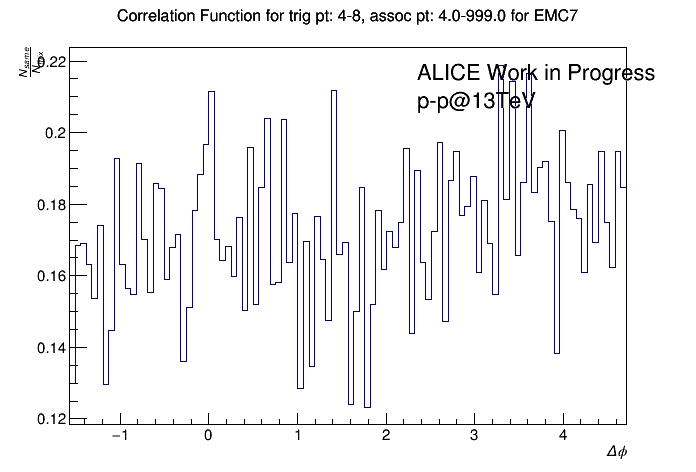 Correlation Function for trig pt: 4-8, assoc pt: 4.0-999.0 for EMC7
ALICE Work in Progress
p-p@13TeV
N_same
0.22
0.2
0.18
0.16
0.14
0.12
−1 0 1 2 3 4
Δϕ